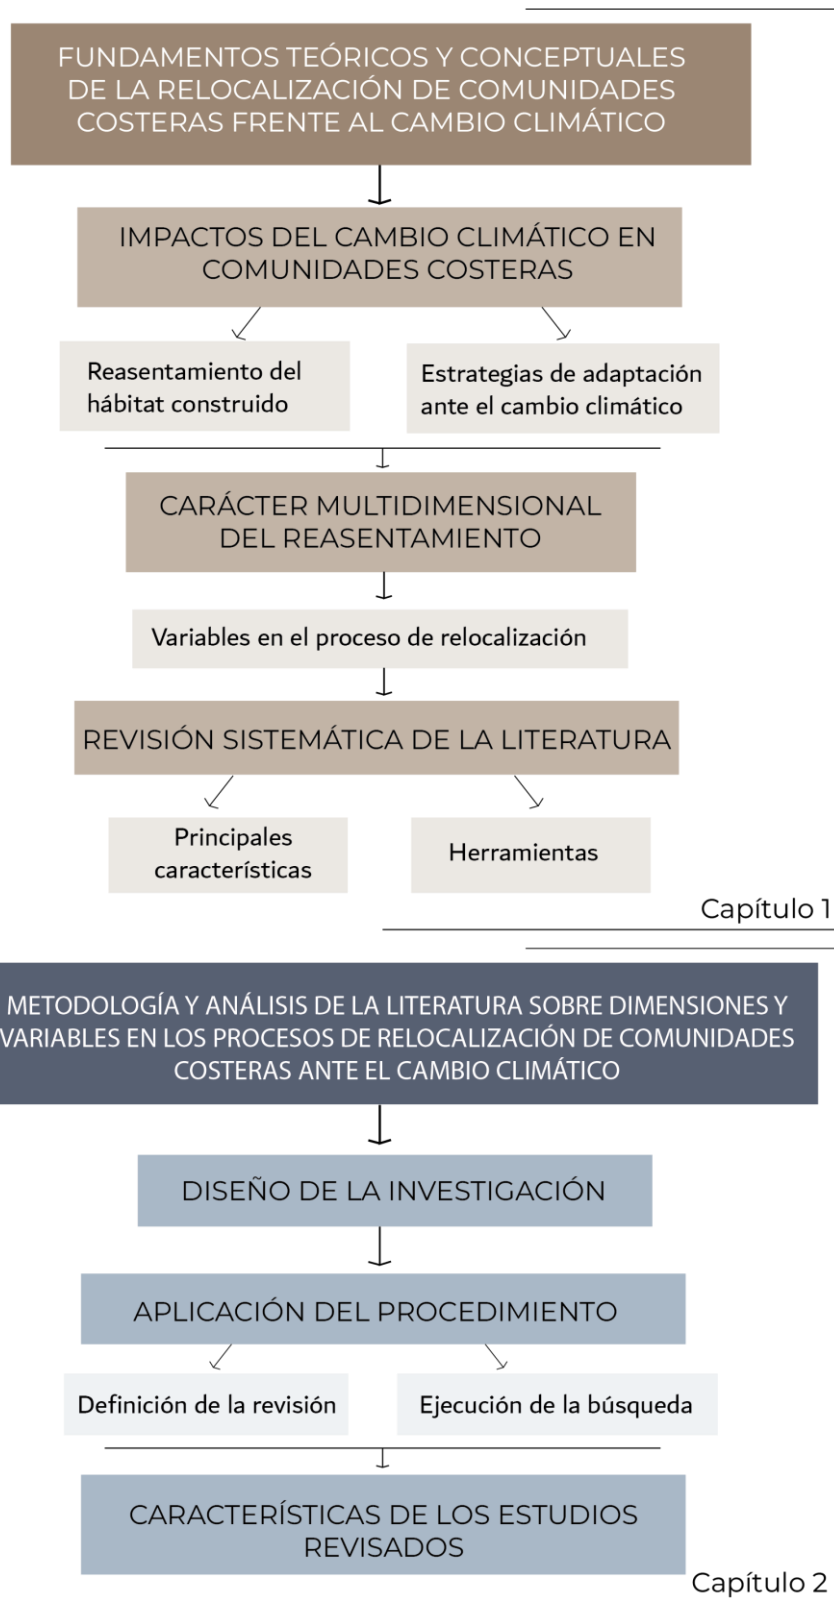 FUNDAMENTOS TEÓRICOS Y CONCEPTUALES
DE LA RELOCALIZACIÓN DE COMUNIDADES
COSTERAS FRENTE AL CAMBIO CLIMÁTICO
IMPACTOS DEL CAMBIO CLIMÁTICO EN
COMUNIDADES COSTERAS
Reasentamiento del
hábitat construido
Estrategias de adaptación
ante el cambio climático
CARÁCTER MULTIDIMENSIONAL
DEL REASENTAMIENTO
Variables en el proceso de relocalización
REVISIÓN SISTEMÁTICA DE LA LITERATURA
Principales
características
Herramientas
Capítulo 1
METODOLOGÍA Y ANÁLISIS DE LA LITERATURA SOBRE DIMENSIONES Y
VARIABLES EN LOS PROCESOS DE RELOCALIZACIÓN DE COMUNIDADES
COSTERAS ANTE EL CAMBIO CLIMÁTICO
DISEÑO DE LA INVESTIGACIÓN
APLICACIÓN DEL PROCEDIMIENTO
Definición de la revisión
Ejecución de la búsqueda
CARACTERÍSTICAS DE LOS ESTUDIOS
REVISADOS
Capítulo 2